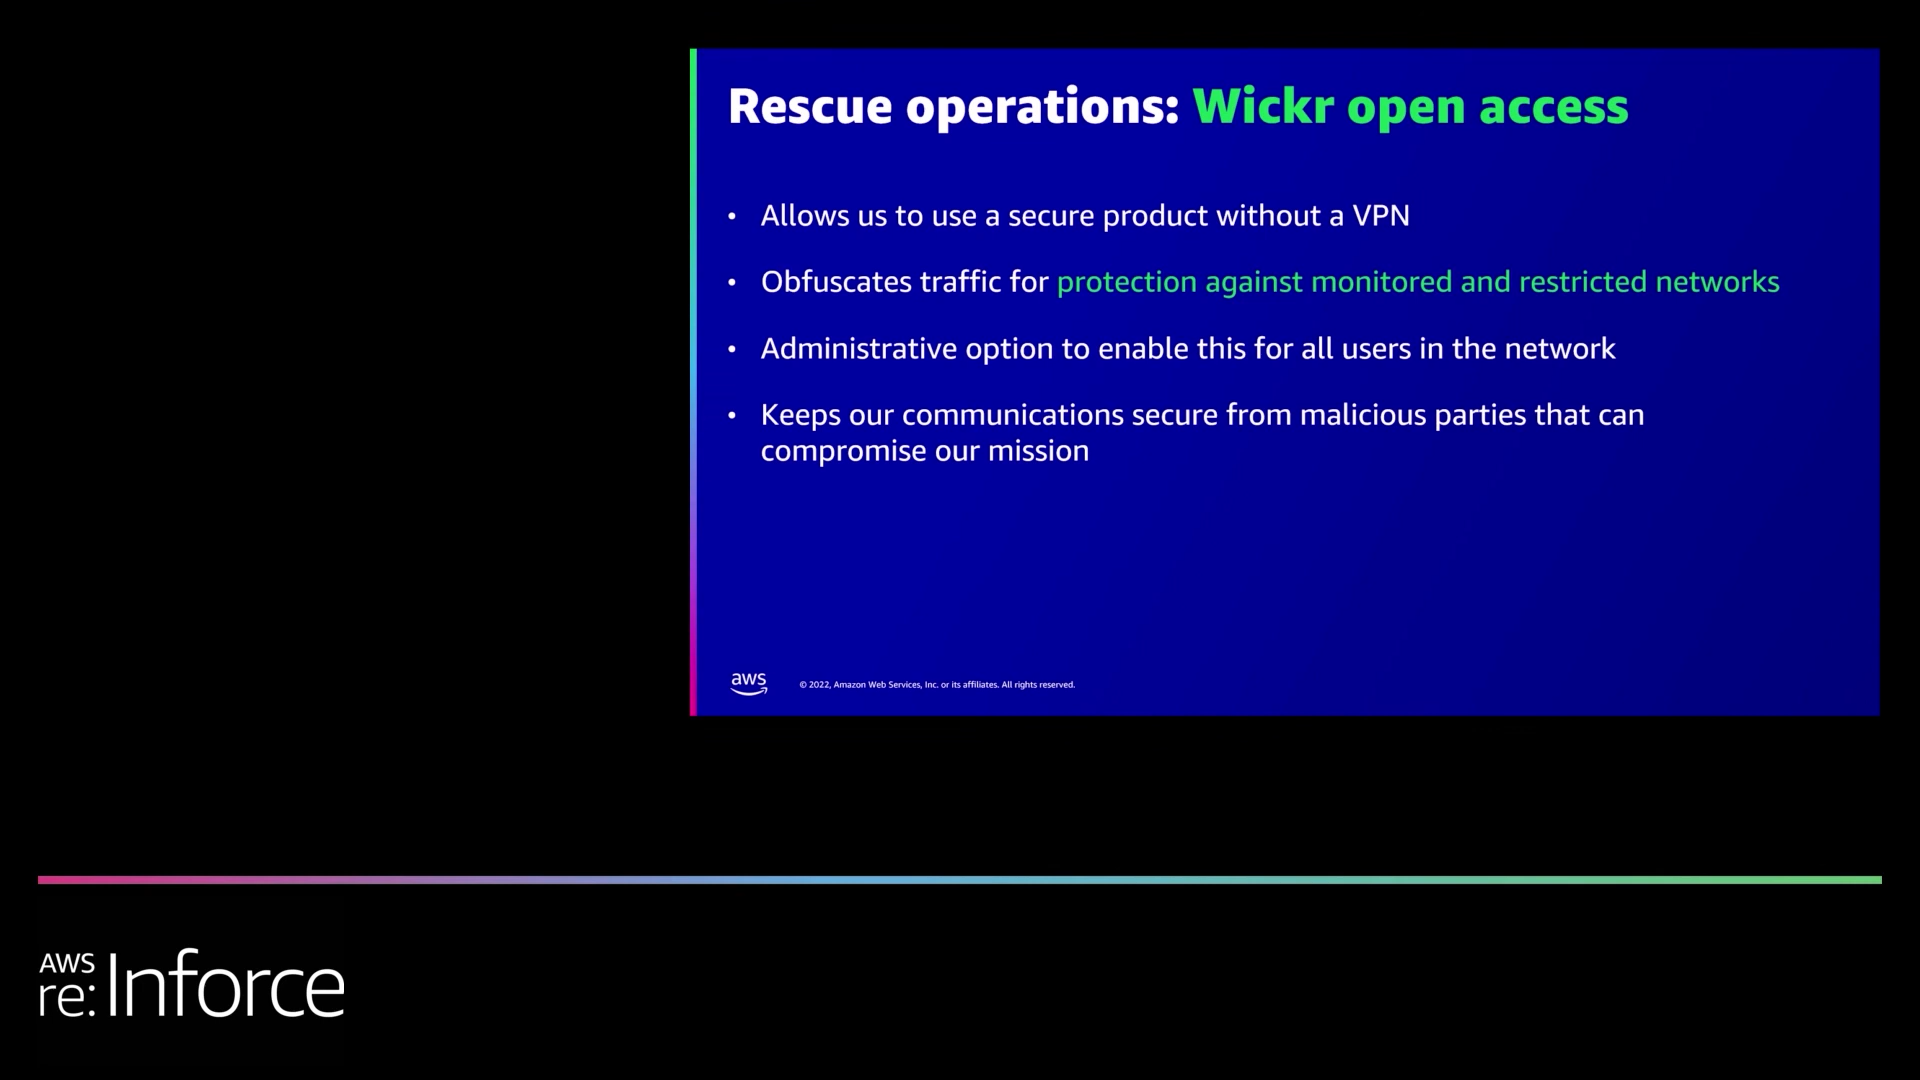 Rescue operations: Wickr open access
• Allows us to use a secure product without a VPN
• Obfuscates traffic for protection against monitored and restricted networks
• Administrative option to enable this for all users in the network
• Keeps our communications secure from malicious parties that can
compromise our mission
aws
© 2022, Amazon Web Services, Inc. or its affiliates. All rights reserved.
AWS
re:Inforce